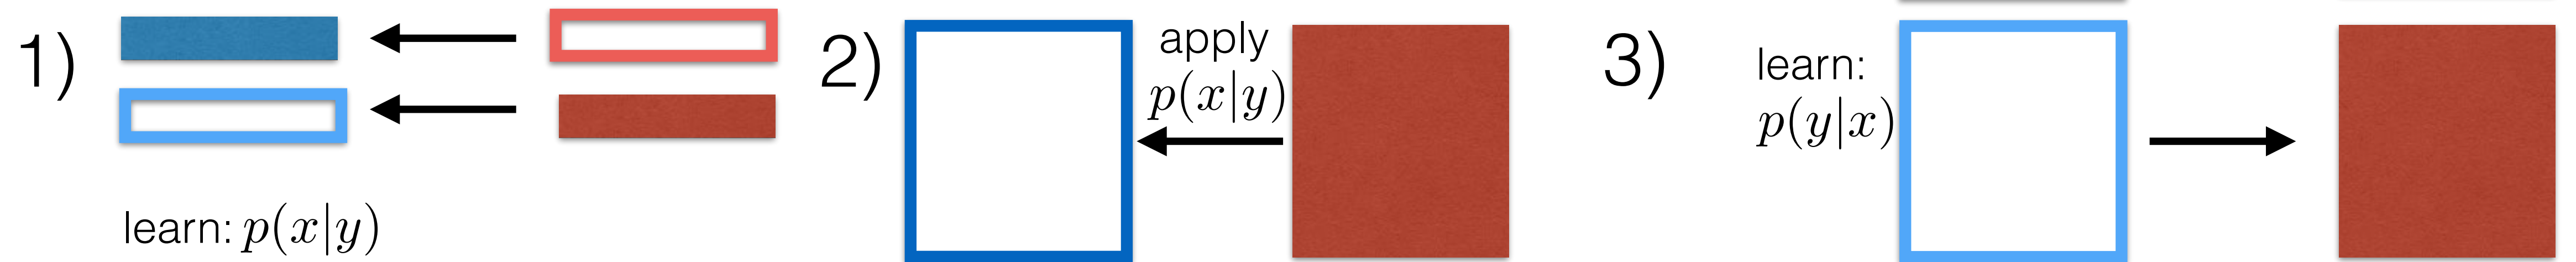 1)
learn: p(x|y)
2)
apply
p(x|y)
3)
learn:
p(y|x)